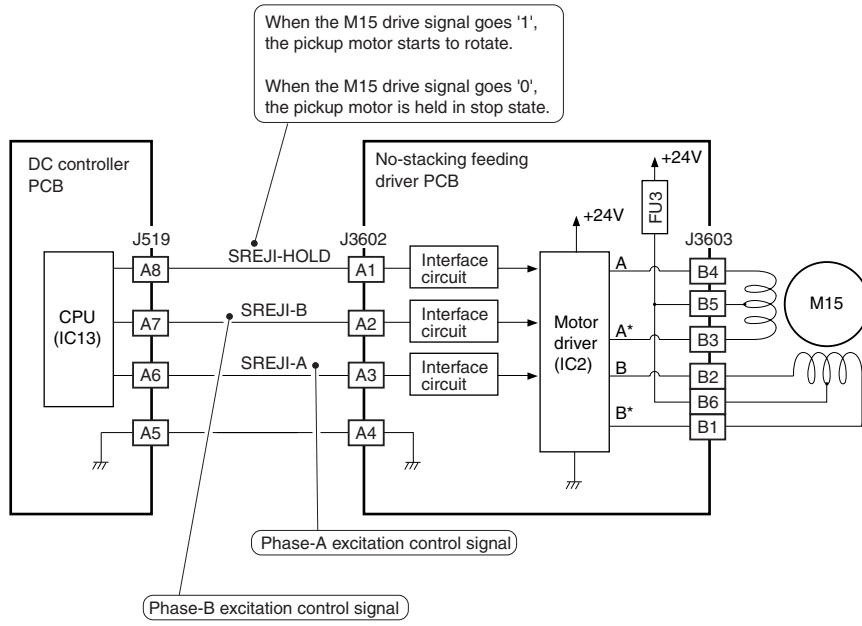 When the M15 drive signal goes '1',
the pickup motor starts to rotate.
When the M15 drive signal goes '0',
the pickup motor is held in stop state.
DC controller
PCB
No-stacking feeding
driver PCB
+24V
FU3
+24V
J519
J3602
J3603
SREJI-HOLD
A8
A1
Interface
circuit
A
B4
CPU
(IC13)
A7
SREJI-B
A2
Interface
circuit
Motor
driver
(IC2)
B5
M15
A*
B3
A6
SREJI-A
A3
Interface
circuit
B
B2
B6
B*
B1
A5
A4
Phase-A excitation control signal
Phase-B excitation control signal